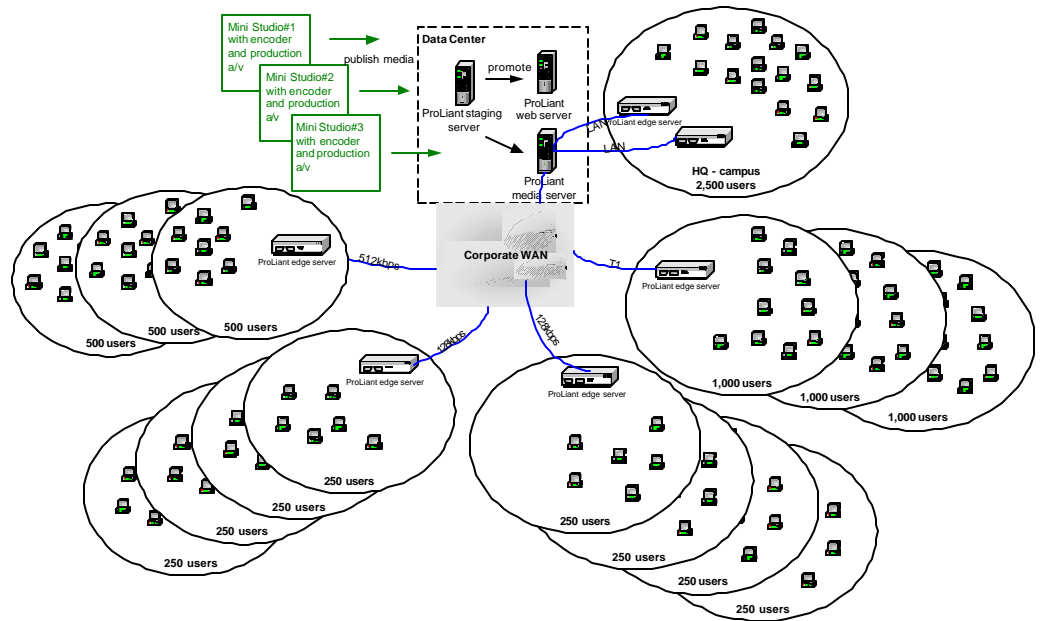 Mini Studio#1
with encoder
and production
a/v
Mini Studio#2
with encoder
and production
a/v
Mini Studio#3
with encoder
and production
a/v
publish media
Data Center
promote
ProLiant staging
server
ProLiant
web server
ProLiant
media server
LAN
LAN
ProLiant edge server
HQ - campus
2,500 users
Corporate WAN
512kbps
ProLiant edge server
500 users
500 users
500 users
T1
ProLiant edge server
1,000 users
1,000 users
1,000 users
128kbps
ProLiant edge server
250 users
250 users
250 users
250 users
128kbps
ProLiant edge server
250 users
250 users
250 users
250 users